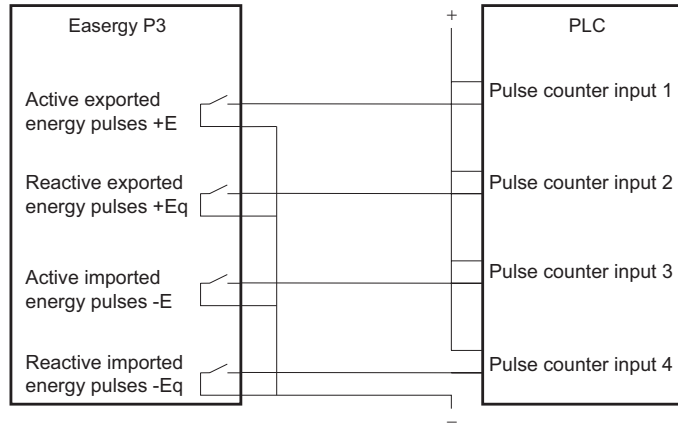 Easergy P3
+
PLC
Active exported
energy pulses +E
Pulse counter input 1
Reactive exported
energy pulses +Eq
Pulse counter input 2
Active imported
energy pulses -E
Pulse counter input 3
Reactive imported
energy pulses -Eq
Pulse counter input 4
−